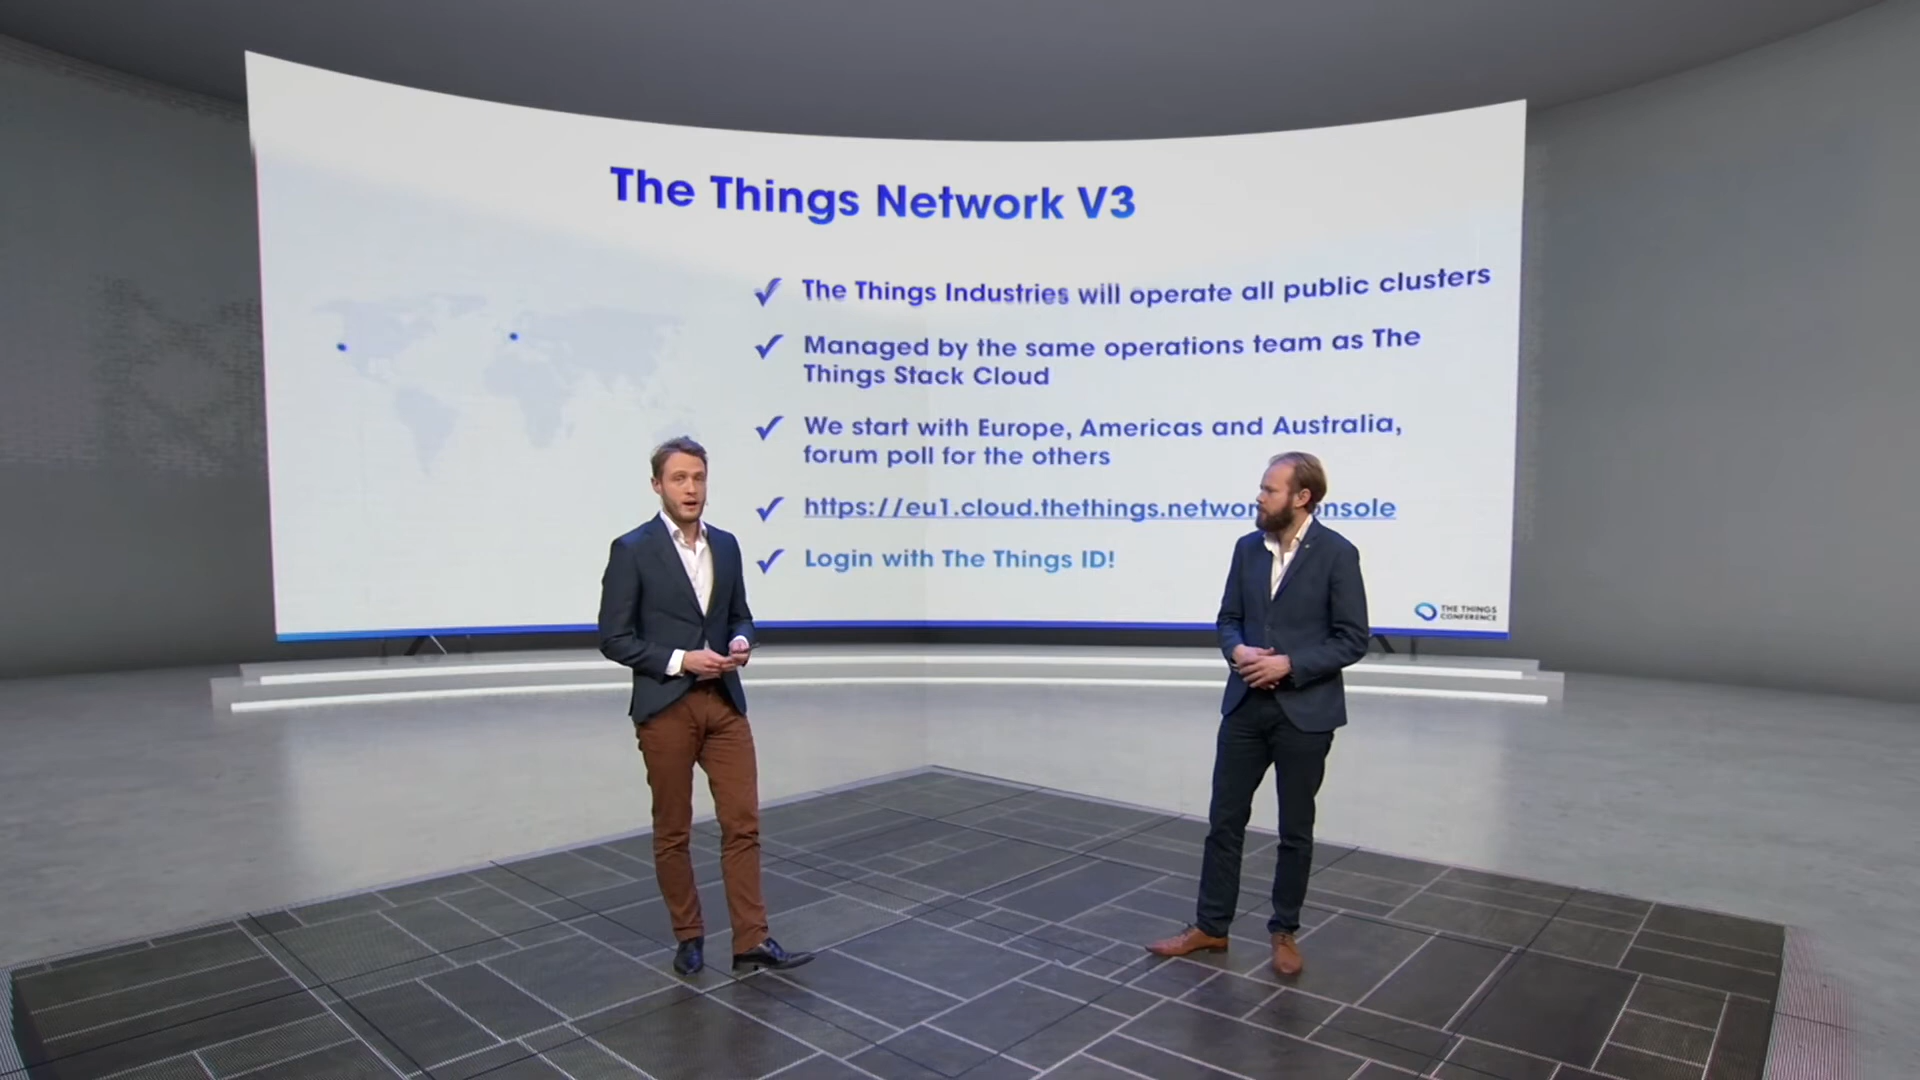 The Things Network V3
The Things Industries will operate all public clusters
Managed by the same operations team as The
Things Stack Cloud
We start with Europe, Americas and Australia,
forum poll for the others
https://eu1.cloud.thethings.networ nsole
Login with The Things ID!
THE THINGS
CONFERENCE